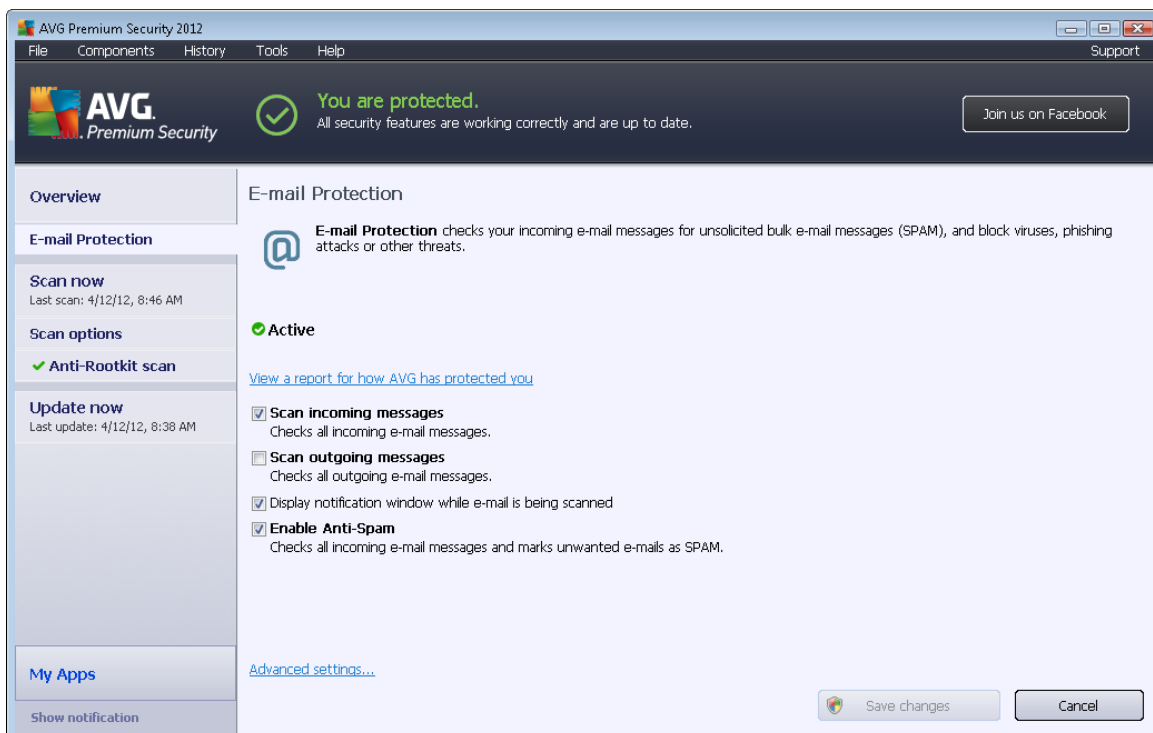 AVG Premium Security 2012
File Components History Tools Help Support
AVG.
Premium Security
You are protected.
All security features are working correctly and are up to date.
Join us on Facebook
Overview
E-mail Protection
Scan now
Last scan: 4/12/12, 8:46 AM
Scan options
Anti-Rootkit scan
Update now
Last update: 4/12/12, 8:38 AM
My Apps
Show notification
E-mail Protection
E-mail Protection checks your incoming e-mail messages for unsolicited bulk e-mail messages (SPAM), and block viruses, phishing
attacks or other threats.
Active
View a report for how AVG has protected you
Scan incoming messages
Checks all incoming e-mail messages.
Scan outgoing messages
Checks all outgoing e-mail messages.
Display notification window while e-mail is being scanned
Enable Anti-Spam
Checks all incoming e-mail messages and marks unwanted e-mails as SPAM.
Advanced settings...
Save changes
Cancel